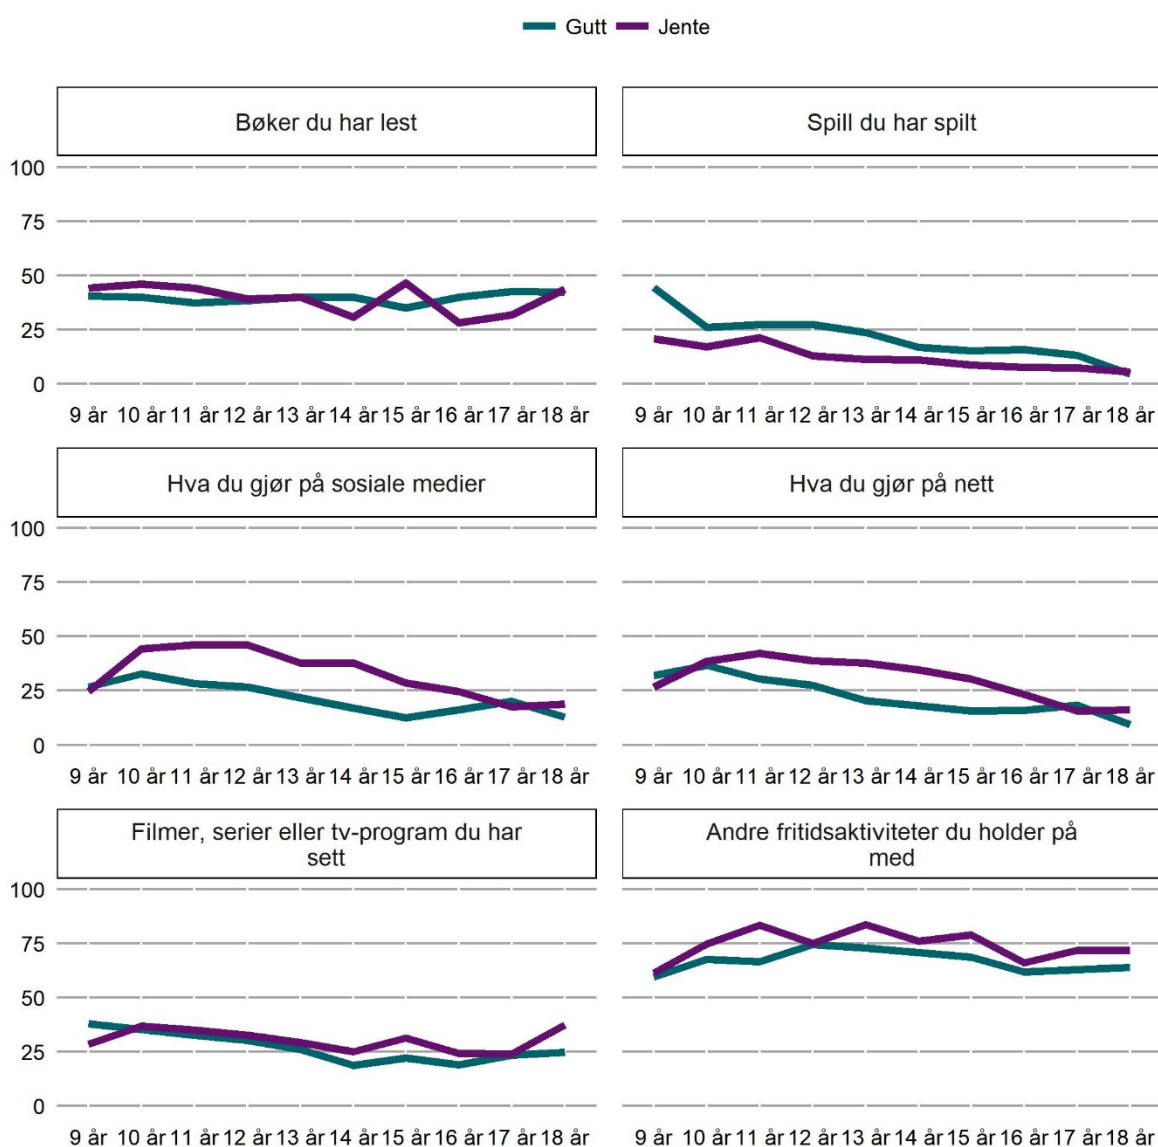 Gutt Jente
Bøker du har lest
Spill du har spilt
100
75
50
25
0
9 år 10 år 11 år 12 år 13 år 14 år 15 år 16 år 17 år 18 år
9 år 10 år 11 år 12 år 13 år 14 år 15 år 16 år 17 år 18 år
Hva du gjør på sosiale medier
Hva du gjør på nett
100
75
50
25
0
9 år 10 år 11 år 12 år 13 år 14 år 15 år 16 år 17 år 18 år
9 år 10 år 11 år 12 år 13 år 14 år 15 år 16 år 17 år 18 år
Filmer, serier eller tv-program du har
sett
Andre fritidsaktiviteter du holder på
med
100
75
50
25
0
9 år 10 år 11 år 12 år 13 år 14 år 15 år 16 år 17 år 18 år
9 år 10 år 11 år 12 år 13 år 14 år 15 år 16 år 17 år 18 år